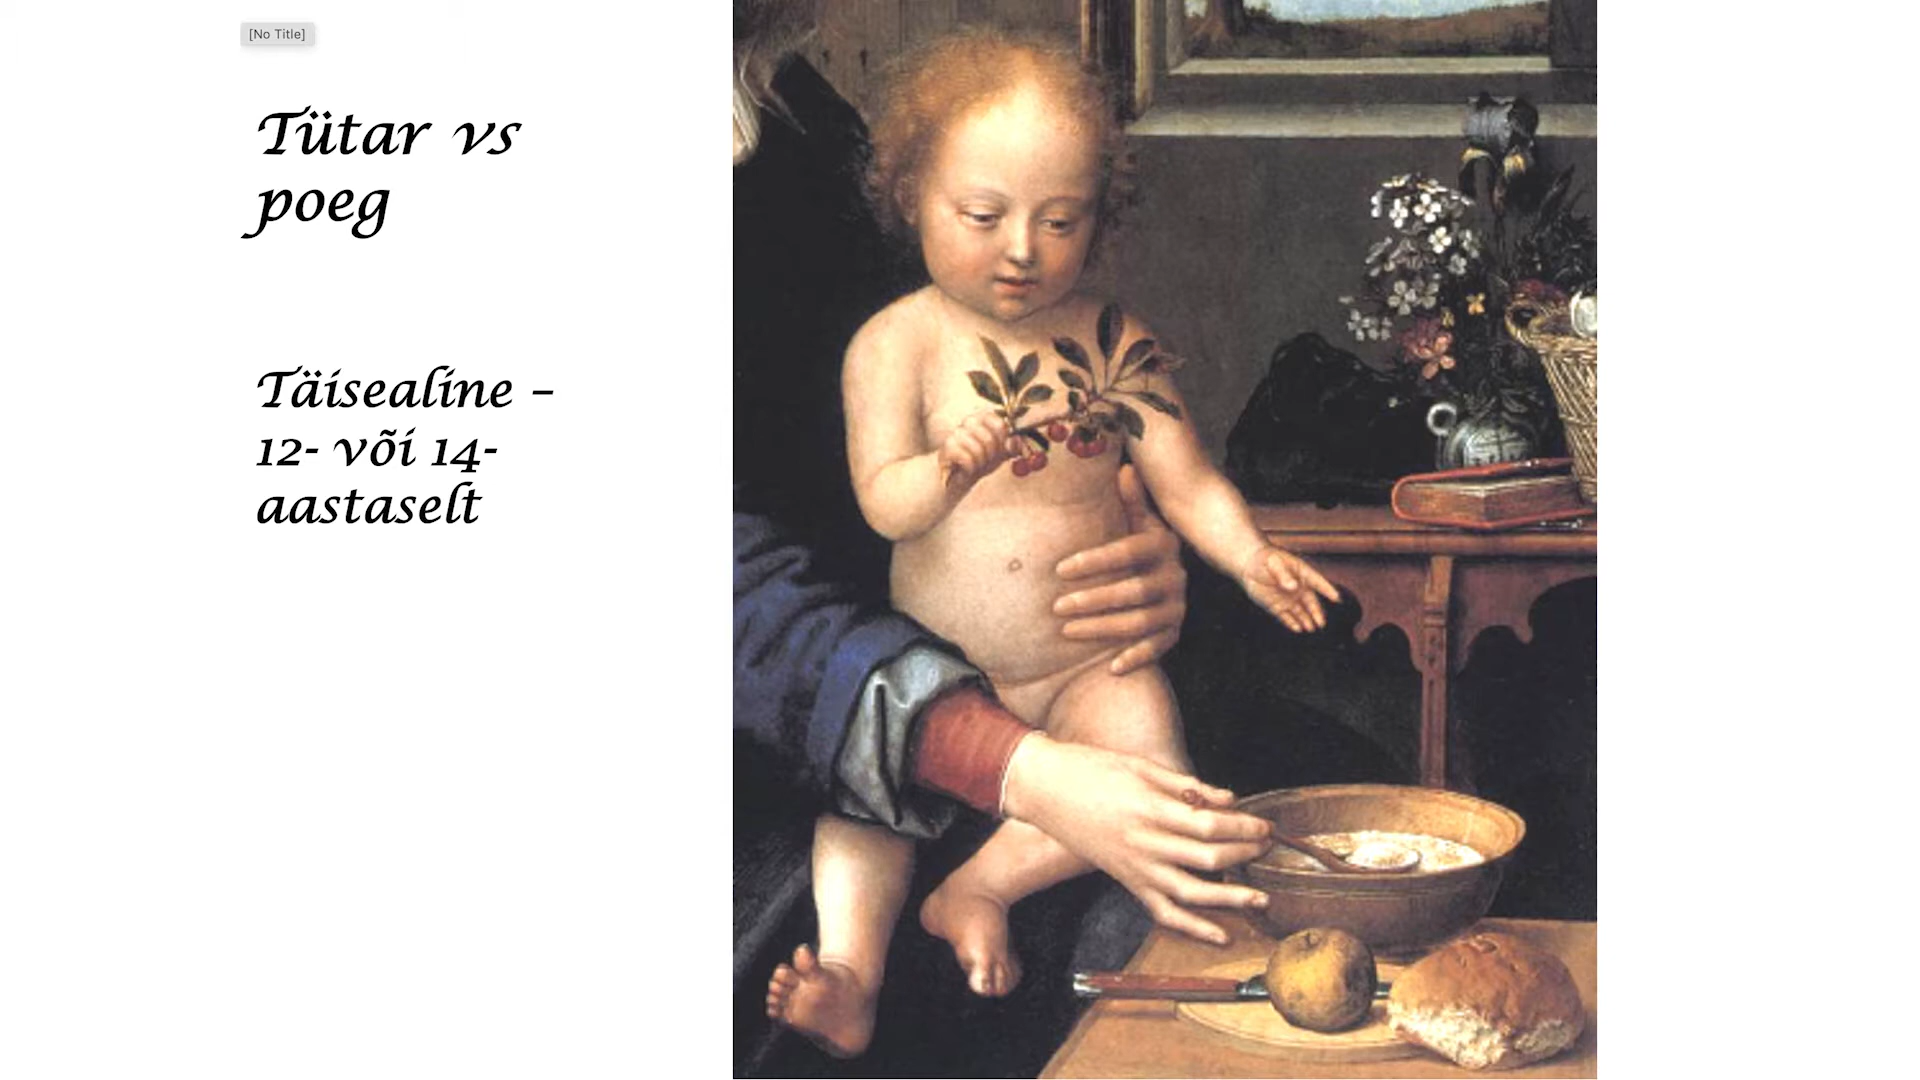 [No Title]
Tütar vs
poeg
Täisealine –
12- või 14-
aastaselt